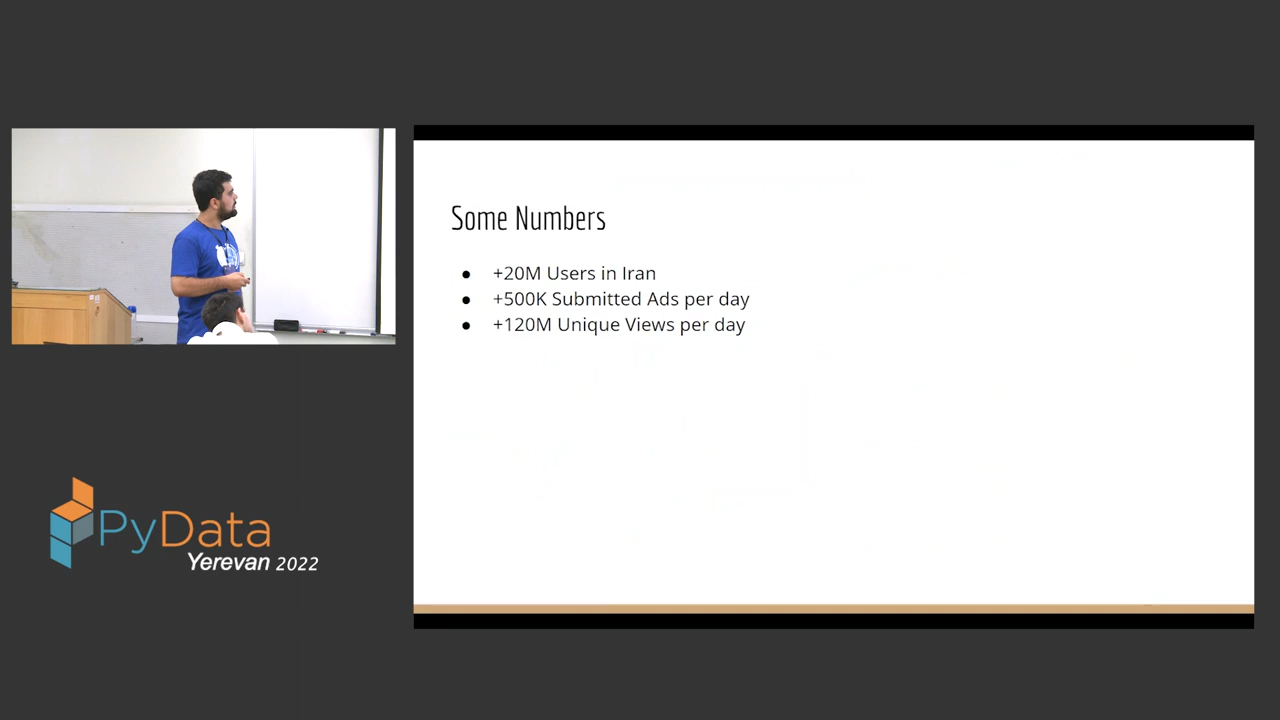 Some Numbers
● +20M Users in Iran
● +500K Submitted Ads per day
● +120M Unique Views per day
PyData
Yerevan 2022